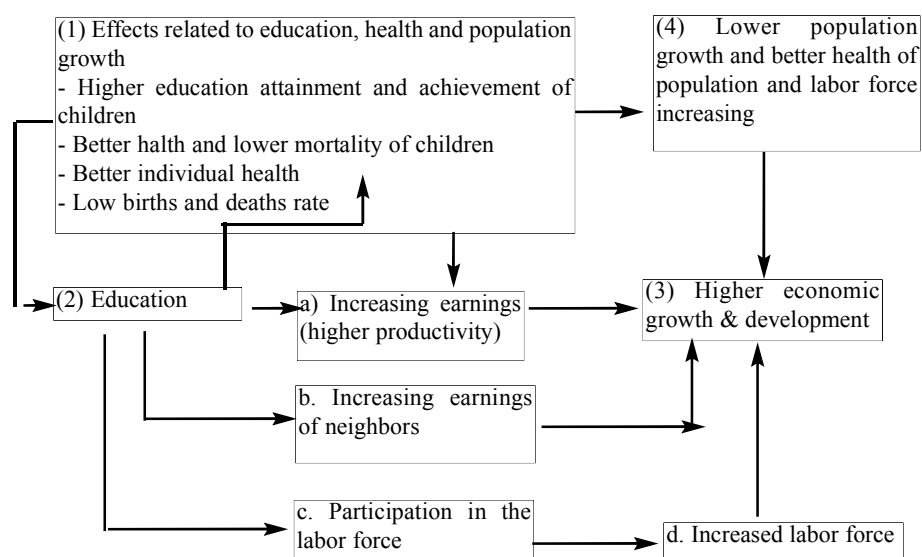 (1) Effects related to education, health and population
growth
- Higher education attainment and achievement of
children
- Better halth and lower mortality of children
- Better individual health
- Low births and deaths rate
(4) Lower population
growth and better health of
population and labor force
increasing
(2) Education
a) Increasing earnings
(higher productivity)
(3) Higher economic
growth & development
b. Increasing earnings
of neighbors
c. Participation in the
labor force
d. Increased labor force